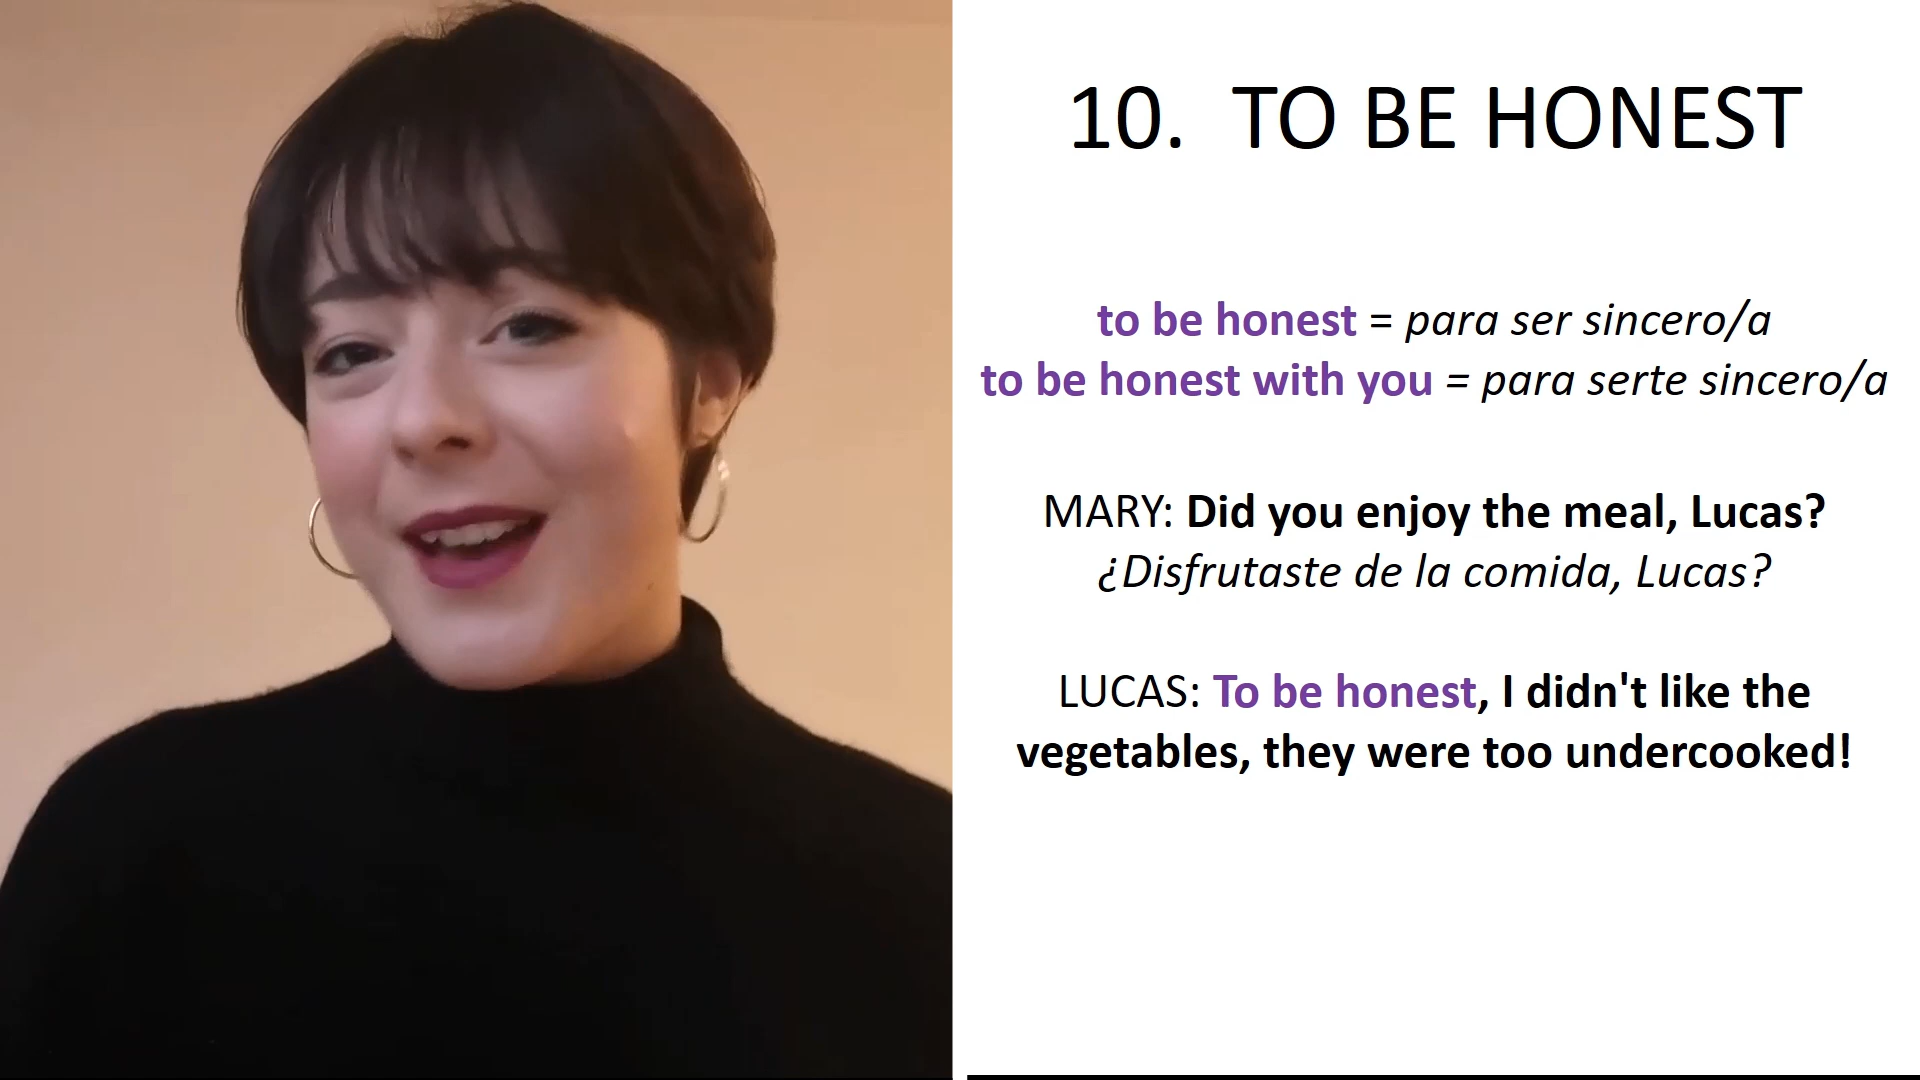 10. TO BE HONEST
to be honest = para ser sincero/a
to be honest with you = para serte sincero/a
MARY: Did you enjoy the meal, Lucas?
¿Disfrutaste de la comida, Lucas?
LUCAS: To be honest, I didn't like the
vegetables, they were too undercooked!